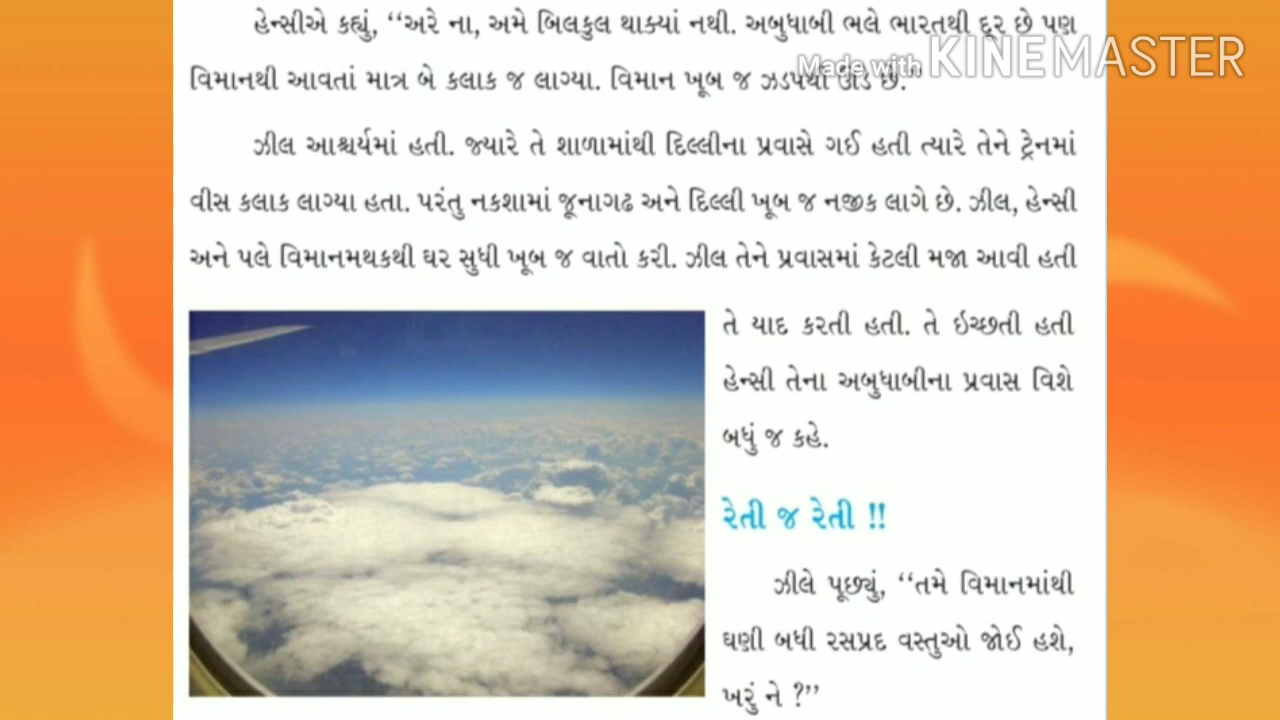 હેન્સીએ કહ્યું, “અરે ના, અમે બિલકુલ થાક્યાં નથી. અબુધાબી ભલે ભારતથી દૂર છે પણ
Made with KINEMASTER
વિમાનથી આવતાં માત્ર બે કલાક જ લાગ્યા. વિમાન ખૂબ જ ઝડપથી ઊડે છે.”
ઝીલ આશ્ચર્યમાં હતી. જ્યારે તે શાળામાંથી દિલ્લીના પ્રવાસે ગઈ હતી ત્યારે તેને ટ્રેનમાં
વીસ કલાક લાગ્યા હતા. પરંતુ નકશામાં જૂનાગઢ અને દિલ્લી ખૂબ જ નજીક લાગે છે. ઝીલ, હેન્સી
અને પલે વિમાનમથકથી ઘર સુધી ખૂબ જ વાતો કરી. ઝીલ તેને પ્રવાસમાં કેટલી મજા આવી હતી
તે યાદ કરતી હતી. તે ઇચ્છતી હતી
હેન્સી તેના અબુધાબીના પ્રવાસ વિશે
બધું જ કહે.
રેતી જ રેતી !!
ઝીલે પૂછ્યું, “તમે વિમાનમાંથી
ઘણી બધી રસપ્રદ વસ્તુઓ જોઈ હશે,
ખરું ને ?”